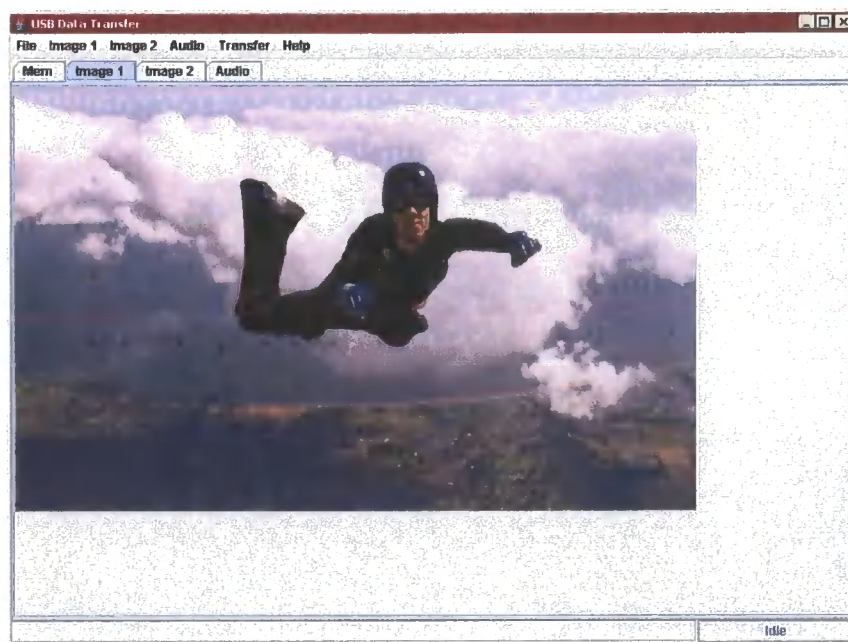 USB Data Transfer
File Image 1 Image 2 Audio Transfer Help
Mem Image 1 Image 2 Audio
Idle